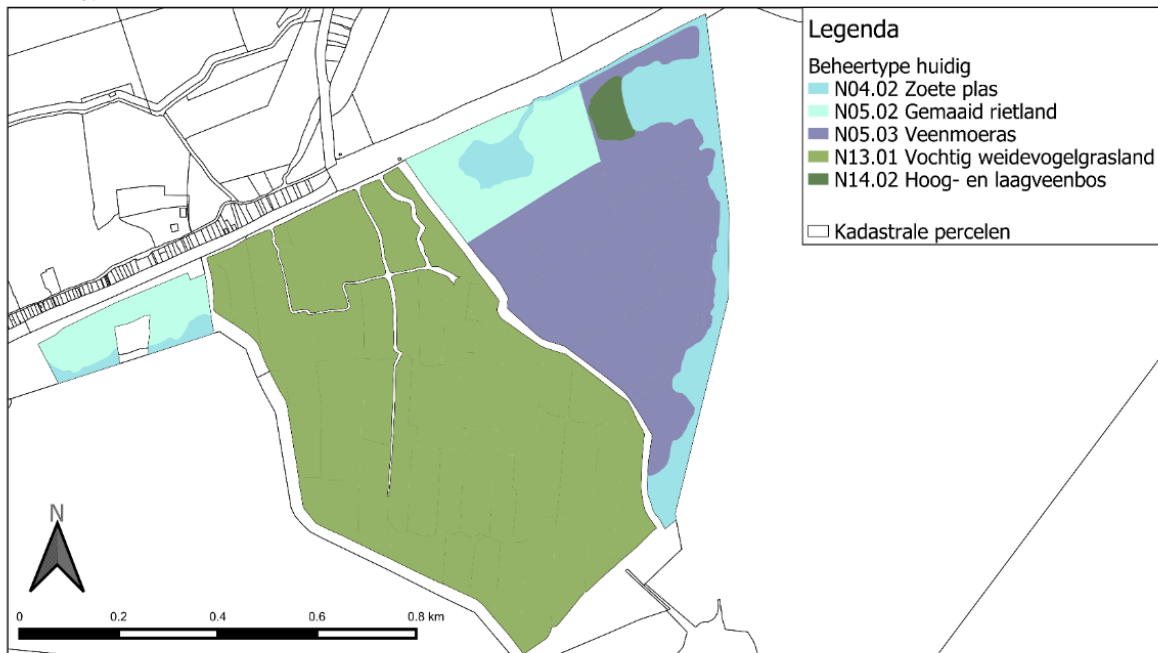 Legenda
Beheertype huidig
N04.02 Zoete plas
N05.02 Gemaaid rietland
N05.03 Veenmoeras
N13.01 Vochtig weidevogelgrasland
N14.02 Hoog- en laagveenbos
Kadastrale percelen
N
0 0.2 0.4 0.6 0.8 km